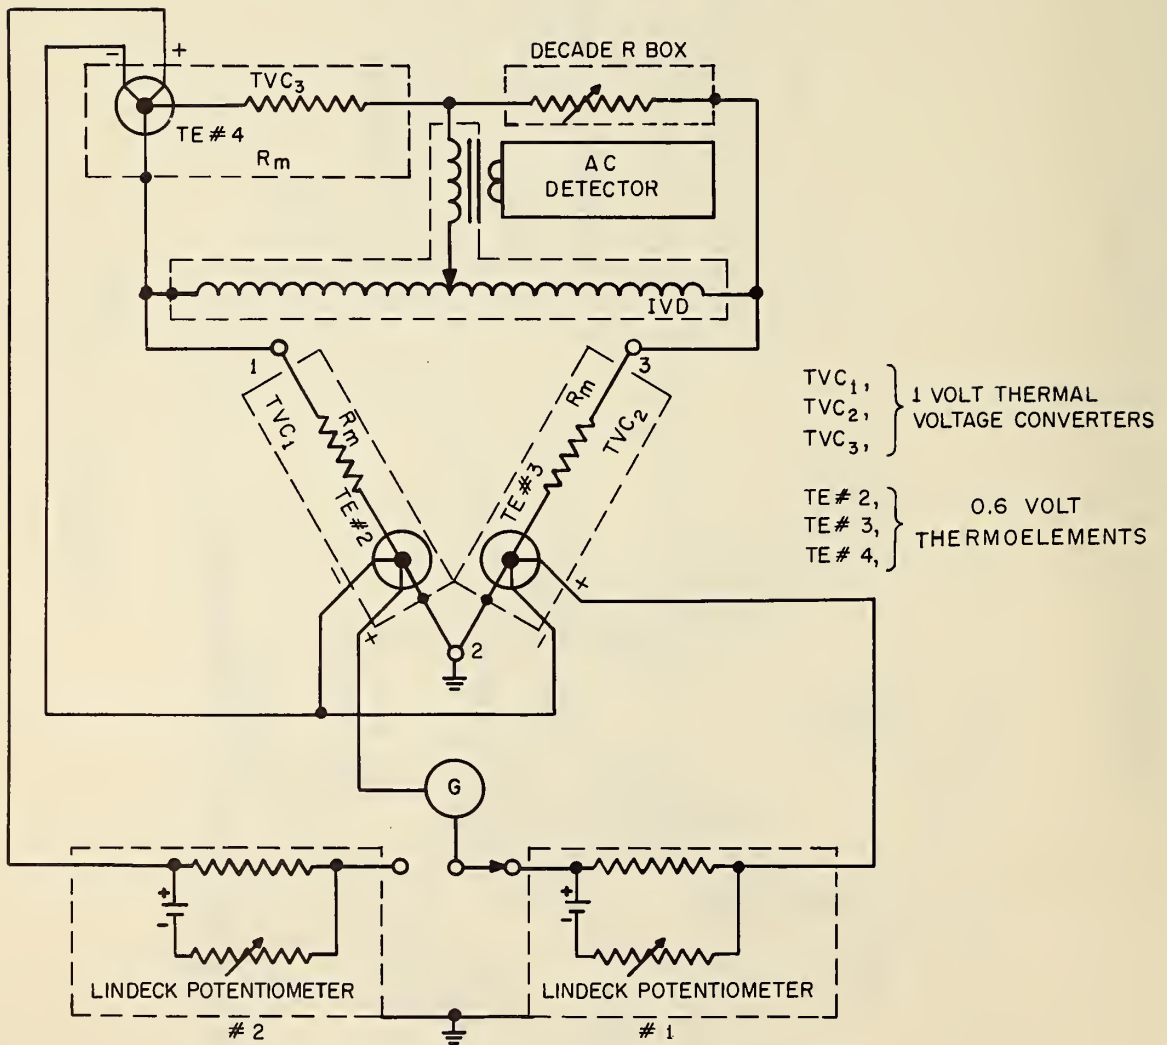 DECADE R BOX
-
+
TVC3
TE#4
Rm
AC
DETECTOR
IVD
1
3
TVC1
Rm
TE#2
Rm
TVC2
TE#3
TVC1,
TVC2,
TVC3,
1 VOLT THERMAL
VOLTAGE CONVERTERS
TE#2,
TE#3,
TE#4,
0.6 VOLT
THERMOELEMENTS
+
+
2
G
+
-
+
-
LINDECK POTENTIOMETER
#2
LINDECK POTENTIOMETER
#1